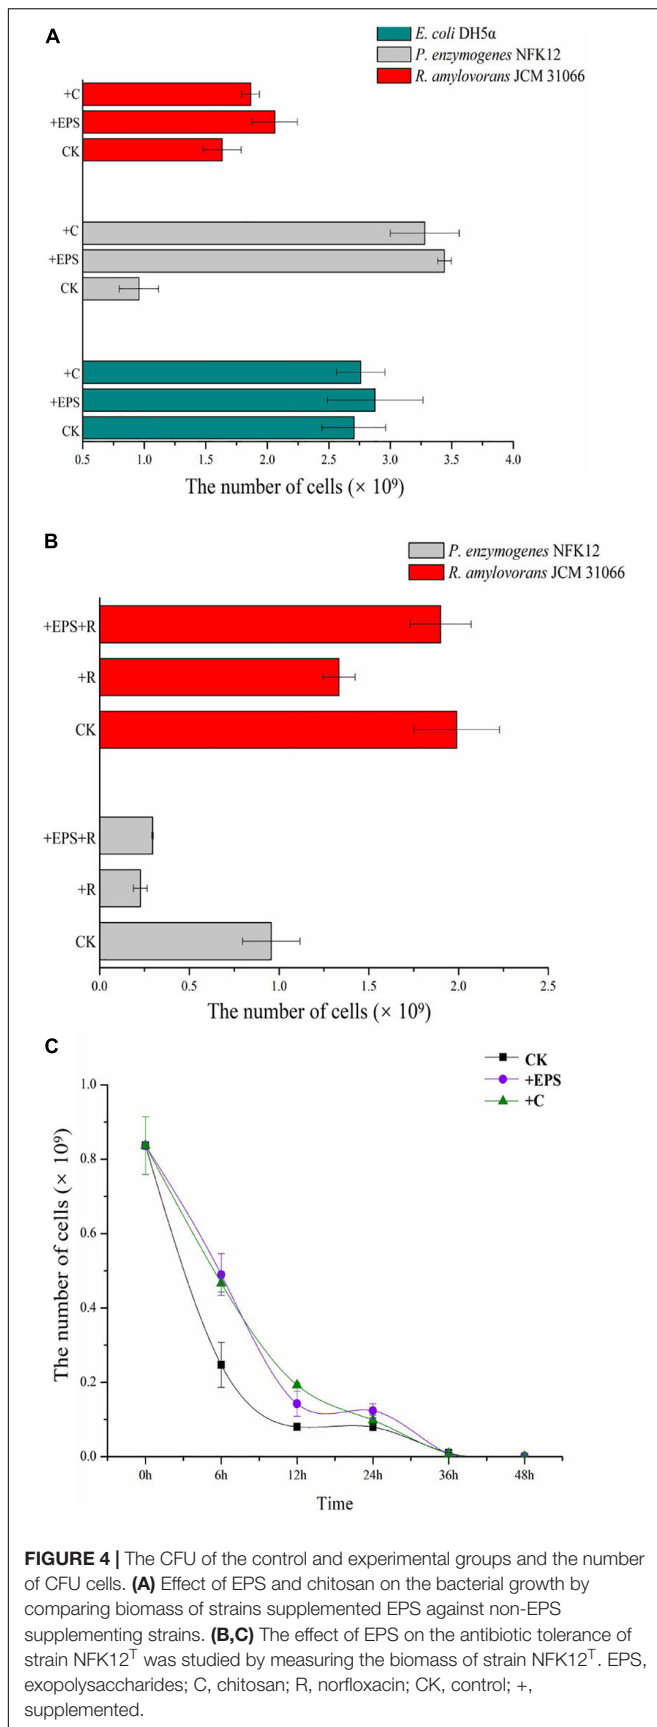 A
E. coli DH5α
P. enzymogenes NFK12
R. amylovorans JCM 31066
+C
+EPS
CK
+C
+EPS
CK
+C
+EPS
CK
0.5 1.0 1.5 2.0 2.5 3.0 3.5 4.0
The number of cells (× 10⁹)
B
P. enzymogenes NFK12
R. amylovorans JCM 31066
+EPS+R
+R
CK
+EPS+R
+R
CK
0.0 0.5 1.0 1.5 2.0 2.5
The number of cells (× 10⁹)
C
CK
+EPS
+C
The number of cells (× 10⁹)
1.0
0.8
0.6
0.4
0.2
0.0
0h 6h 12h 24h 36h 48h
Time
FIGURE 4 | The CFU of the control and experimental groups and the number
of CFU cells. (A) Effect of EPS and chitosan on the bacterial growth by
comparing biomass of strains supplemented EPS against non-EPS
supplementing strains. (B,C) The effect of EPS on the antibiotic tolerance of
strain NFK12ᵀ was studied by measuring the biomass of strain NFK12ᵀ. EPS,
exopolysaccharides; C, chitosan; R, norfloxacin; CK, control; +,
supplemented.